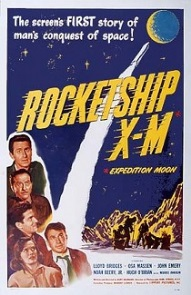 The screen's FIRST story of
man's conquest of space!
ROCKETSHIP
X-M
"EXPEDITION MOON"
LLOYD BRIDGES · OSA MASSEN · JOHN EMERY
NOAH BEERY, JR. · HUGH O'BRIAN